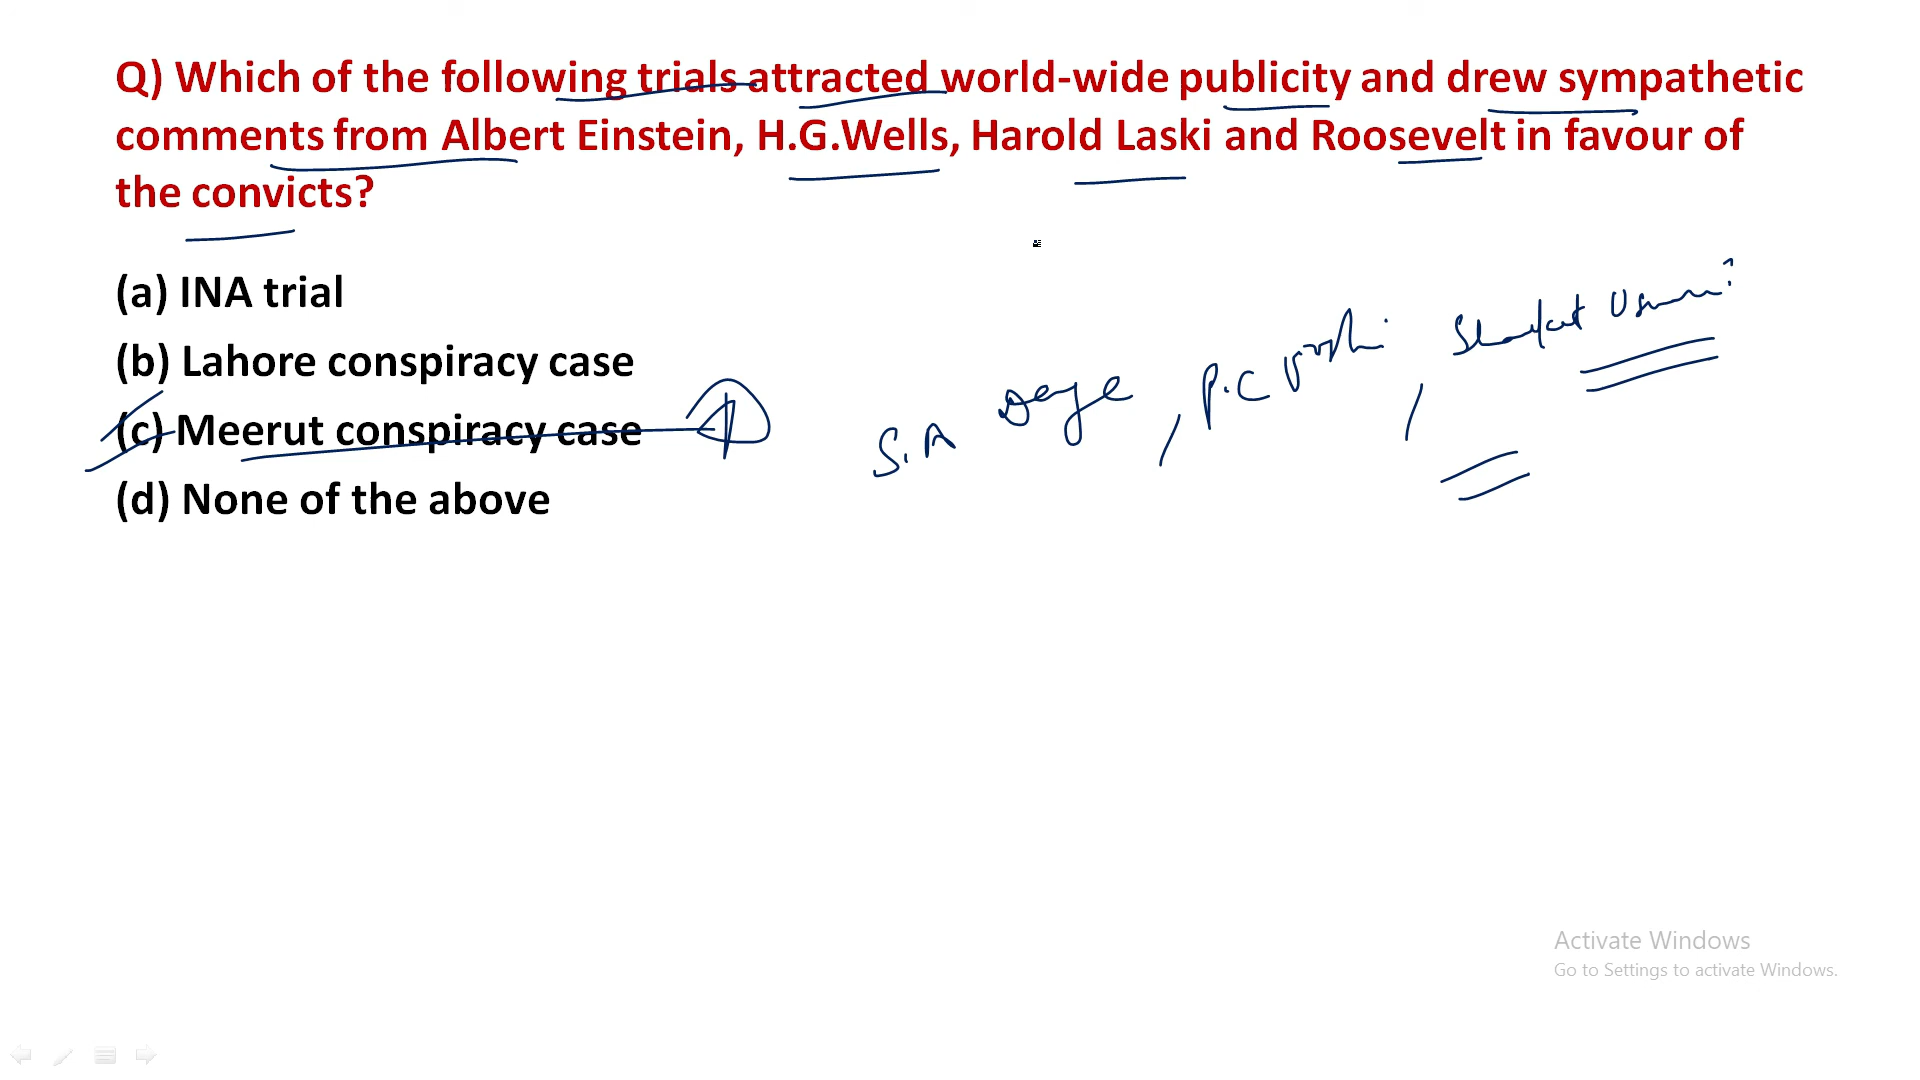 Q) Which of the following trials attracted world-wide publicity and drew sympathetic
comments from Albert Einstein, H.G.Wells, Harold Laski and Roosevelt in favour of
the convicts?
(a) INA trial
(b) Lahore conspiracy case
(c) Meerut conspiracy case
(d) None of the above
S.A Dange, P.C Joshi, Shaukat Usmani
Activate Windows
Go to Settings to activate Windows.